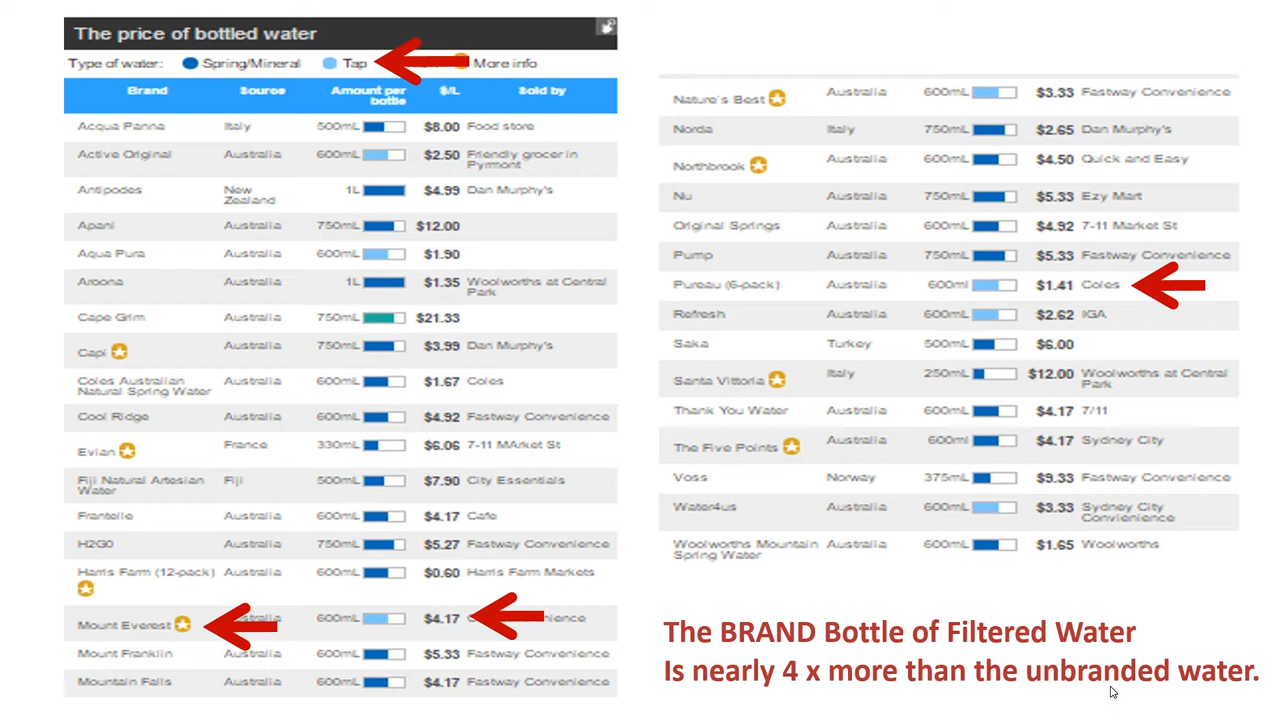 The price of bottled water
Type of water: Spring/Mineral Tap More info
Brand Source Amount per bottle $/L Sold by
Acqua Panna Italy 500mL $8.00 Food store
Active Original Australia 600mL $2.50 Friendly grocer in Pyrmont
Antipodes New Zealand 1L $4.99 Dan Murphy's
Apani Australia 750mL $12.00
Aqua Pura Australia 600mL $1.90
Aroona Australia 1L $1.35 Woolworths at Central Park
Cape Grim Australia 750mL $21.33
Capi Australia 750mL $3.99 Dan Murphy's
Coles Australian Natural Spring Water Australia 600mL $1.67 Coles
Cool Ridge Australia 600mL $4.92 Fastway Convenience
Evian France 330mL $6.06 7-11 MArket St
Fiji Natural Artesian Water Fiji 500mL $7.90 City Essentials
Frantelle Australia 600mL $4.17 Cafe
H2G0 Australia 750mL $5.27 Fastway Convenience
Harris Farm (12-pack) Australia 600mL $0.60 Harris Farm Markets
Mount Everest 600mL $4.17
Mount Franklin Australia 600mL $5.33 Fastway Convenience
Mountain Falls Australia 600mL $4.17 Fastway Convenience
Nature's Best Australia 600mL $3.33 Fastway Convenience
Norda Italy 750mL $2.65 Dan Murphy's
Northbrook Australia 600mL $4.50 Quick and Easy
Nu Australia 750mL $5.33 Ezy Mart
Original Springs Australia 600mL $4.92 7-11 Market St
Pump Australia 750mL $5.33 Fastway Convenience
Pureau (6-pack) Australia 600ml $1.41 Coles
Refresh Australia 600mL $2.62 IGA
Saka Turkey 500mL $6.00
Santa Vittoria Italy 250mL $12.00 Woolworths at Central Park
Thank You Water Australia 600mL $4.17 7/11
The Five Points Australia 600ml $4.17 Sydney City
Voss Norway 375mL $9.33 Fastway Convenience
Water4us Australia 600mL $3.33 Sydney City Convienience
Woolworths Mountain Spring Water Australia 600mL $1.65 Woolworths
The BRAND Bottle of Filtered Water
Is nearly 4 x more than the unbranded water.